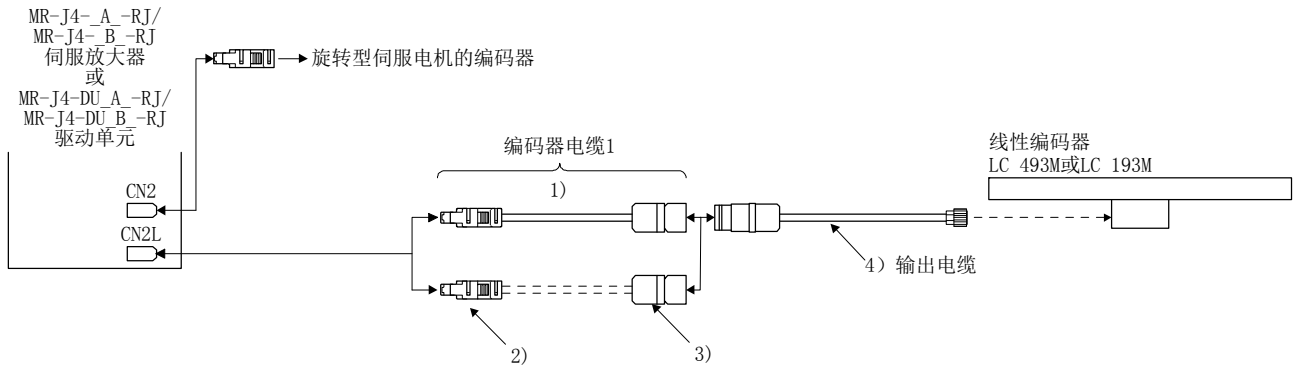 MR-J4-_A_-RJ/
MR-J4-_B_-RJ
伺服放大器
或
MR-J4-DU_A_-RJ/
MR-J4-DU_B_-RJ
驱动单元
旋转型伺服电机的编码器
编码器电缆1
1)
线性编码器
LC 493M或LC 193M
CN2
CN2L
4）输出电缆
2)
3)